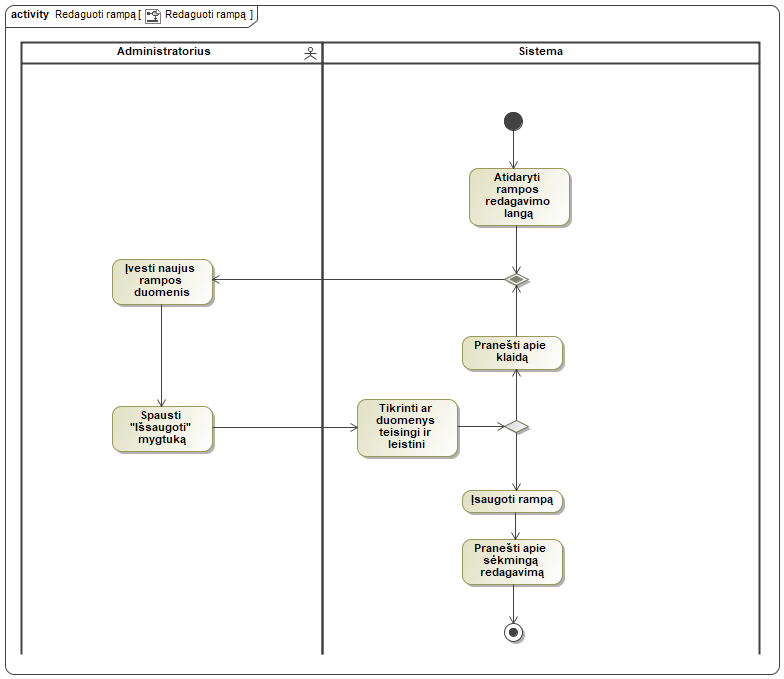 activity Redaguoti rampą [ Redaguoti rampą ]
Administratorius
Sistema
Atidaryti
rampos
redagavimo
langą
Įvesti naujus
rampos
duomenis
Pranešti apie
klaidą
Spausti
"Išsaugoti"
mygtuką
Tikrinti ar
duomenys
teisingi ir
leistini
Įsaugoti rampą
Pranešti apie
sėkmingą
redagavimą